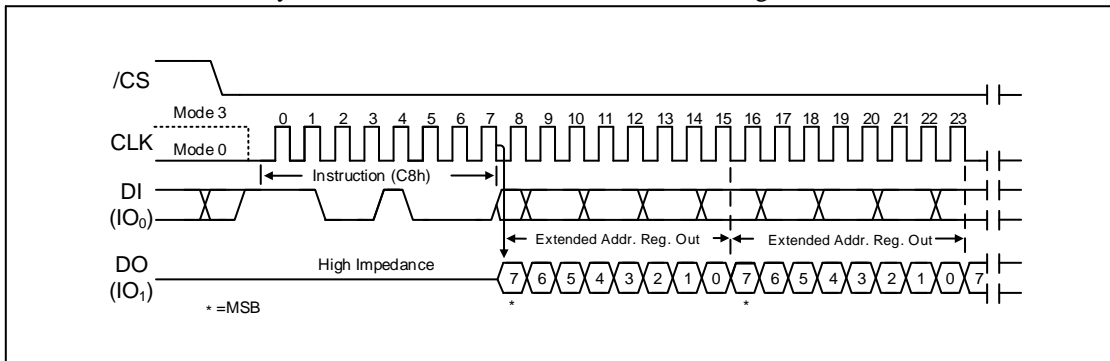 /CS
Mode 3
0 1 2 3 4 5 6 7 8 9 10 11 12 13 14 15 16 17 18 19 20 21 22 23
CLK
Mode 0
Instruction (C8h)
DI
(IO0)
Extended Addr. Reg. Out Extended Addr. Reg. Out
High Impedance
DO
(IO1)
7 6 5 4 3 2 1 0 7 6 5 4 3 2 1 0 7
* *
* =MSB